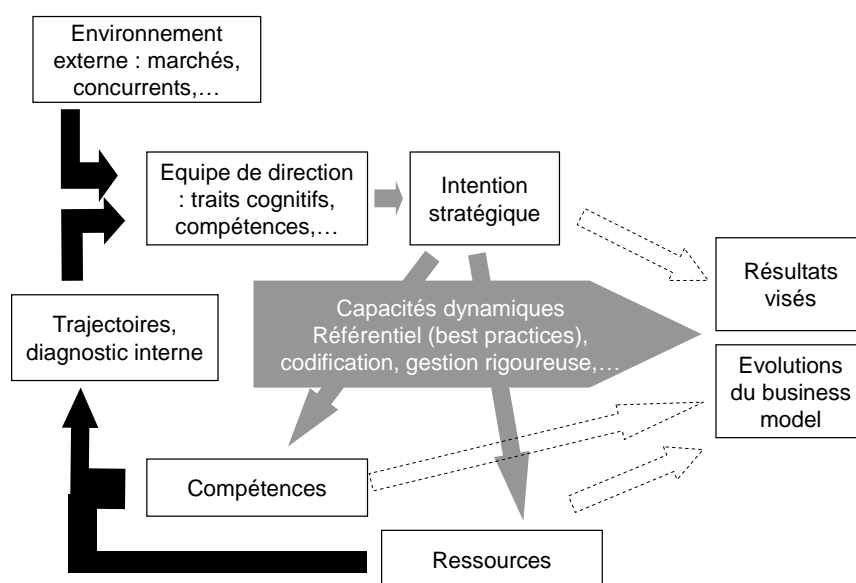 Environnement
externe : marchés,
concurrents,…
Equipe de direction
: traits cognitifs,
compétences,…
Intention
stratégique
Résultats
visés
Capacités dynamiques
Référentiel (best practices),
codification, gestion rigoureuse,…
Trajectoires,
diagnostic interne
Evolutions
du business
model
Compétences
Ressources